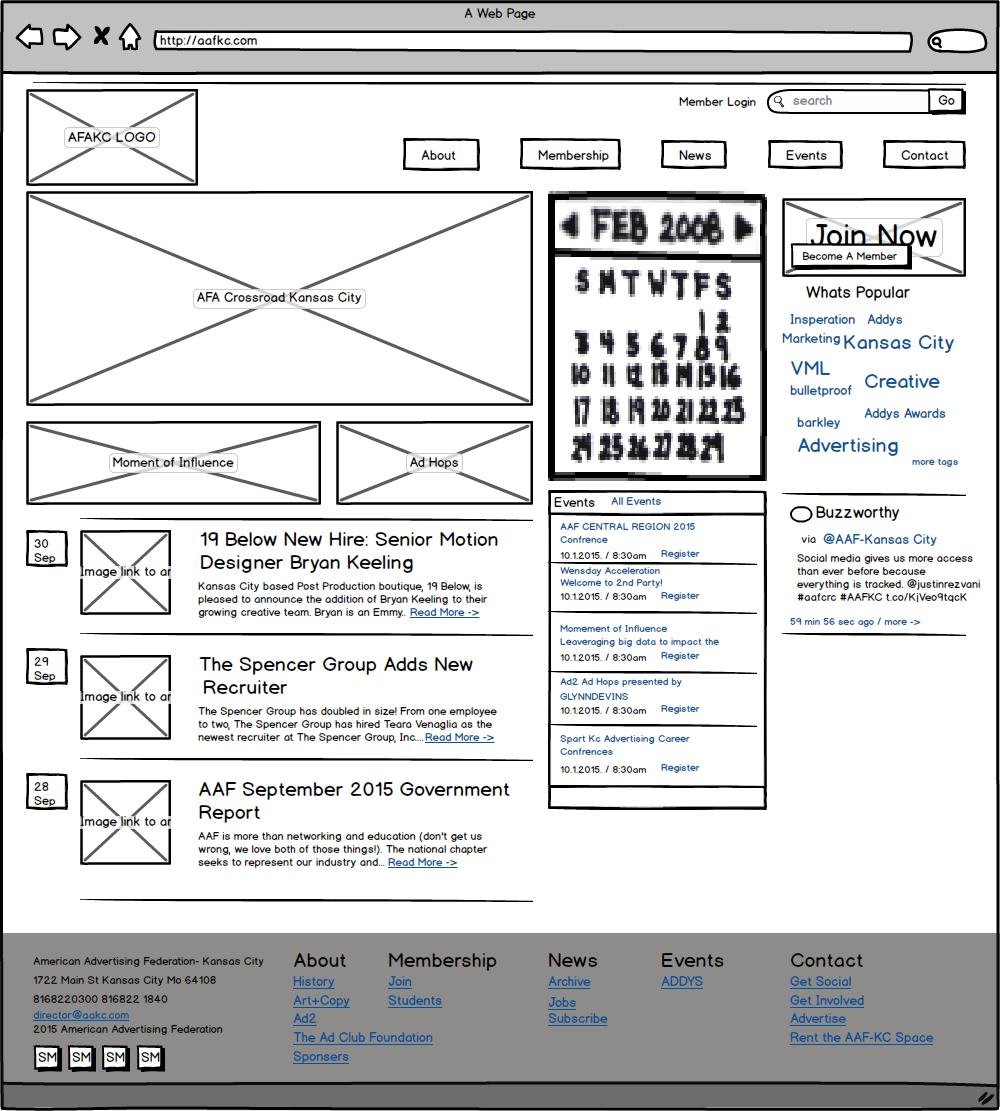 A Web Page
http://aafkc.com
Member Login
search
Go
AFAKC LOGO
About
Membership
News
Events
Contact
AFA Crossroad Kansas City
Moment of Influence
Ad Hops
FEB 2008
S M T W T F S
1 2
3 4 5 6 7 8 9
10 11 12 13 14 15 16
17 18 19 20 21 22 23
24 25 26 27 28 29
Join Now
Become A Member
Whats Popular
Insperation Addys
Marketing Kansas City
VML
Creative
bulletproof
Addys Awards
barkley
Advertising
more tags
Buzzworthy
via @AAF-Kansas City
Social media gives us more access
than ever before because
everything is tracked. @justinrezvani
#aafcrc #AAFKC t.co/KjVeo9tqcK
59 min 56 sec ago / more ->
Events All Events
AAF CENTRAL REGION 2015
Confrence
10.1.2015. / 8:30am Register
Wensday Acceleration
Welcome to 2nd Party!
10.1.2015. / 8:30am Register
Momement of Influence
Leaveraging big data to impact the
10.1.2015. / 8:30am Register
Ad2 Ad Hops presented by
GLYNNDEVINS
10.1.2015. / 8:30am Register
Spart Kc Advertising Career
Confrences
10.1.2015. / 8:30am Register
30
Sep
Image link to ar
19 Below New Hire: Senior Motion
Designer Bryan Keeling
Kansas City based Post Production boutique, 19 Below, is
pleased to announce the addition of Bryan Keeling to their
growing creative team. Bryan is an Emmy.. Read More ->
29
Sep
Image link to ar
The Spencer Group Adds New
Recruiter
The Spencer Group has doubled in size! From one employee
to two, The Spencer Group has hired Teara Venaglia as the
newest recruiter at The Spencer Group, Inc.... Read More ->
28
Sep
Image link to ar
AAF September 2015 Government
Report
AAF is more than networking and education (don't get us
wrong, we love both of those things!). The national chapter
seeks to represent our industry and... Read More ->
American Advertising Federation- Kansas City
1722 Main St Kansas City Mo 64108
8168220300 816822 1840
director@aakc.com
2015 American Advertising Federation
SM SM SM SM
About
History
Art+Copy
Ad2
The Ad Club Foundation
Sponsers
Membership
Join
Students
News
Archive
Jobs
Subscribe
Events
ADDYS
Contact
Get Social
Get Involved
Advertise
Rent the AAF-KC Space